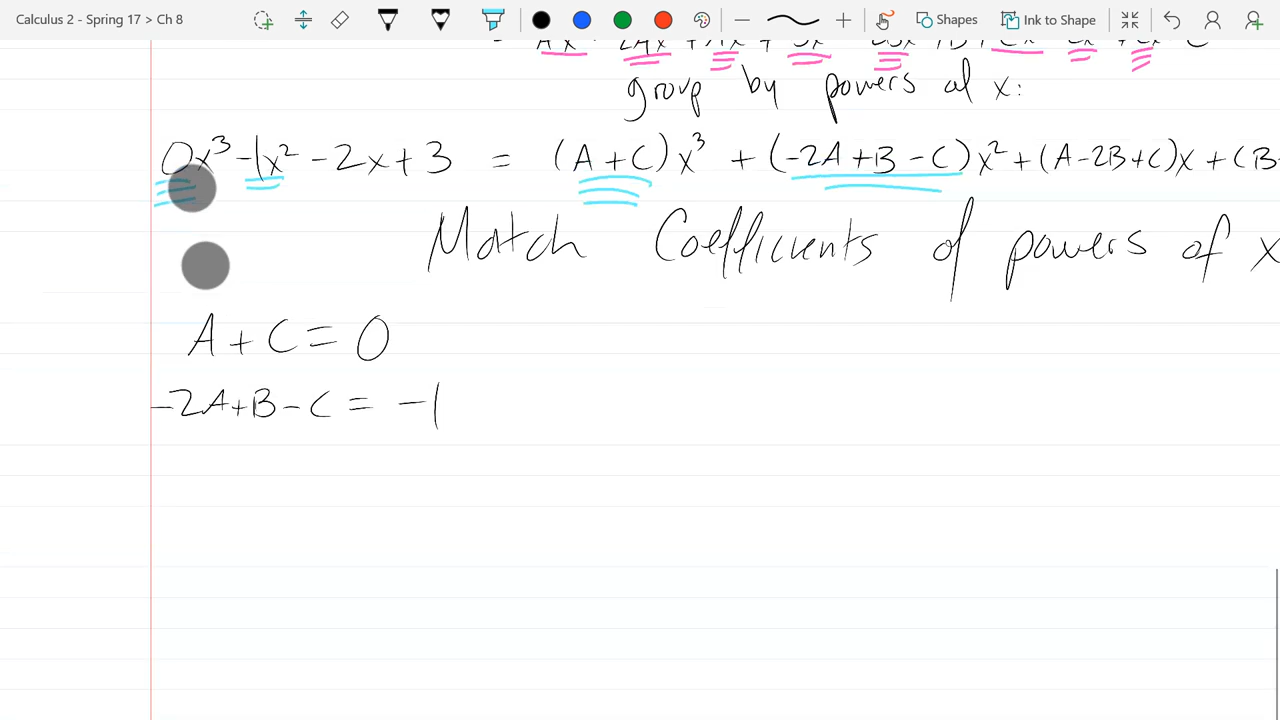 Calculus 2 - Spring 17 > Ch 8
Shapes
Ink to Shape
group by powers of x:
0x³ -1x² - 2x + 3 = (A + C)x³ + (-2A + B - C)x² + (A - 2B + C)x + (B
Match Coefficients of powers of x
A + C = 0
-2A + B - C = -1